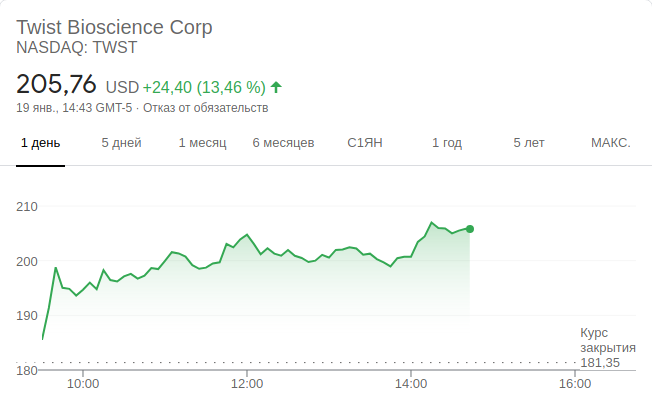 Twist Bioscience Corp
NASDAQ: TWST
205,76 USD +24,40 (13,46 %)
19 янв., 14:43 GMT-5 · Отказ от обязательств
1 день 5 дней 1 месяц 6 месяцев С1ЯН 1 год 5 лет МАКС.
210
200
190
Курс
закрытия
181,35
180
10:00 12:00 14:00 16:00